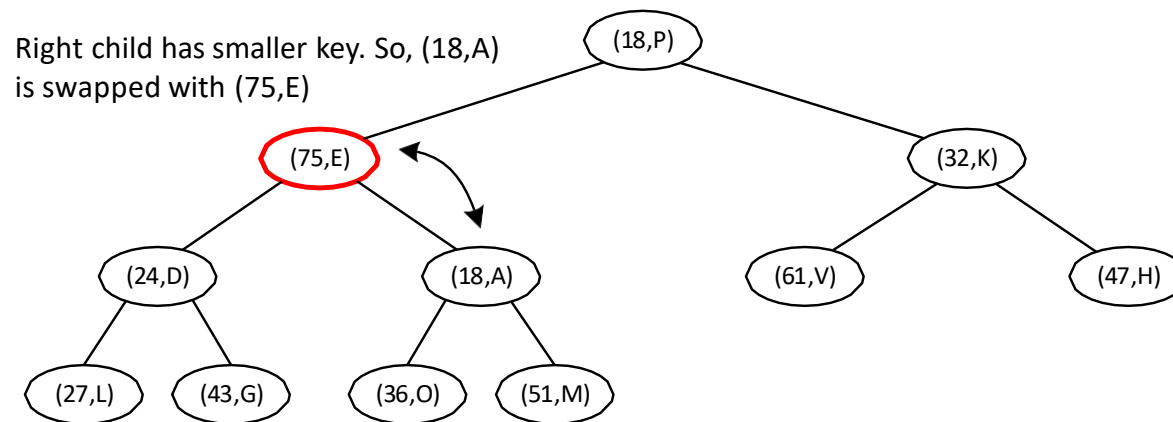 Right child has smaller key. So, (18,A)
is swapped with (75,E)
(18,P)
(75,E)
(32,K)
(24,D)
(18,A)
(61,V)
(47,H)
(27,L)
(43,G)
(36,O)
(51,M)